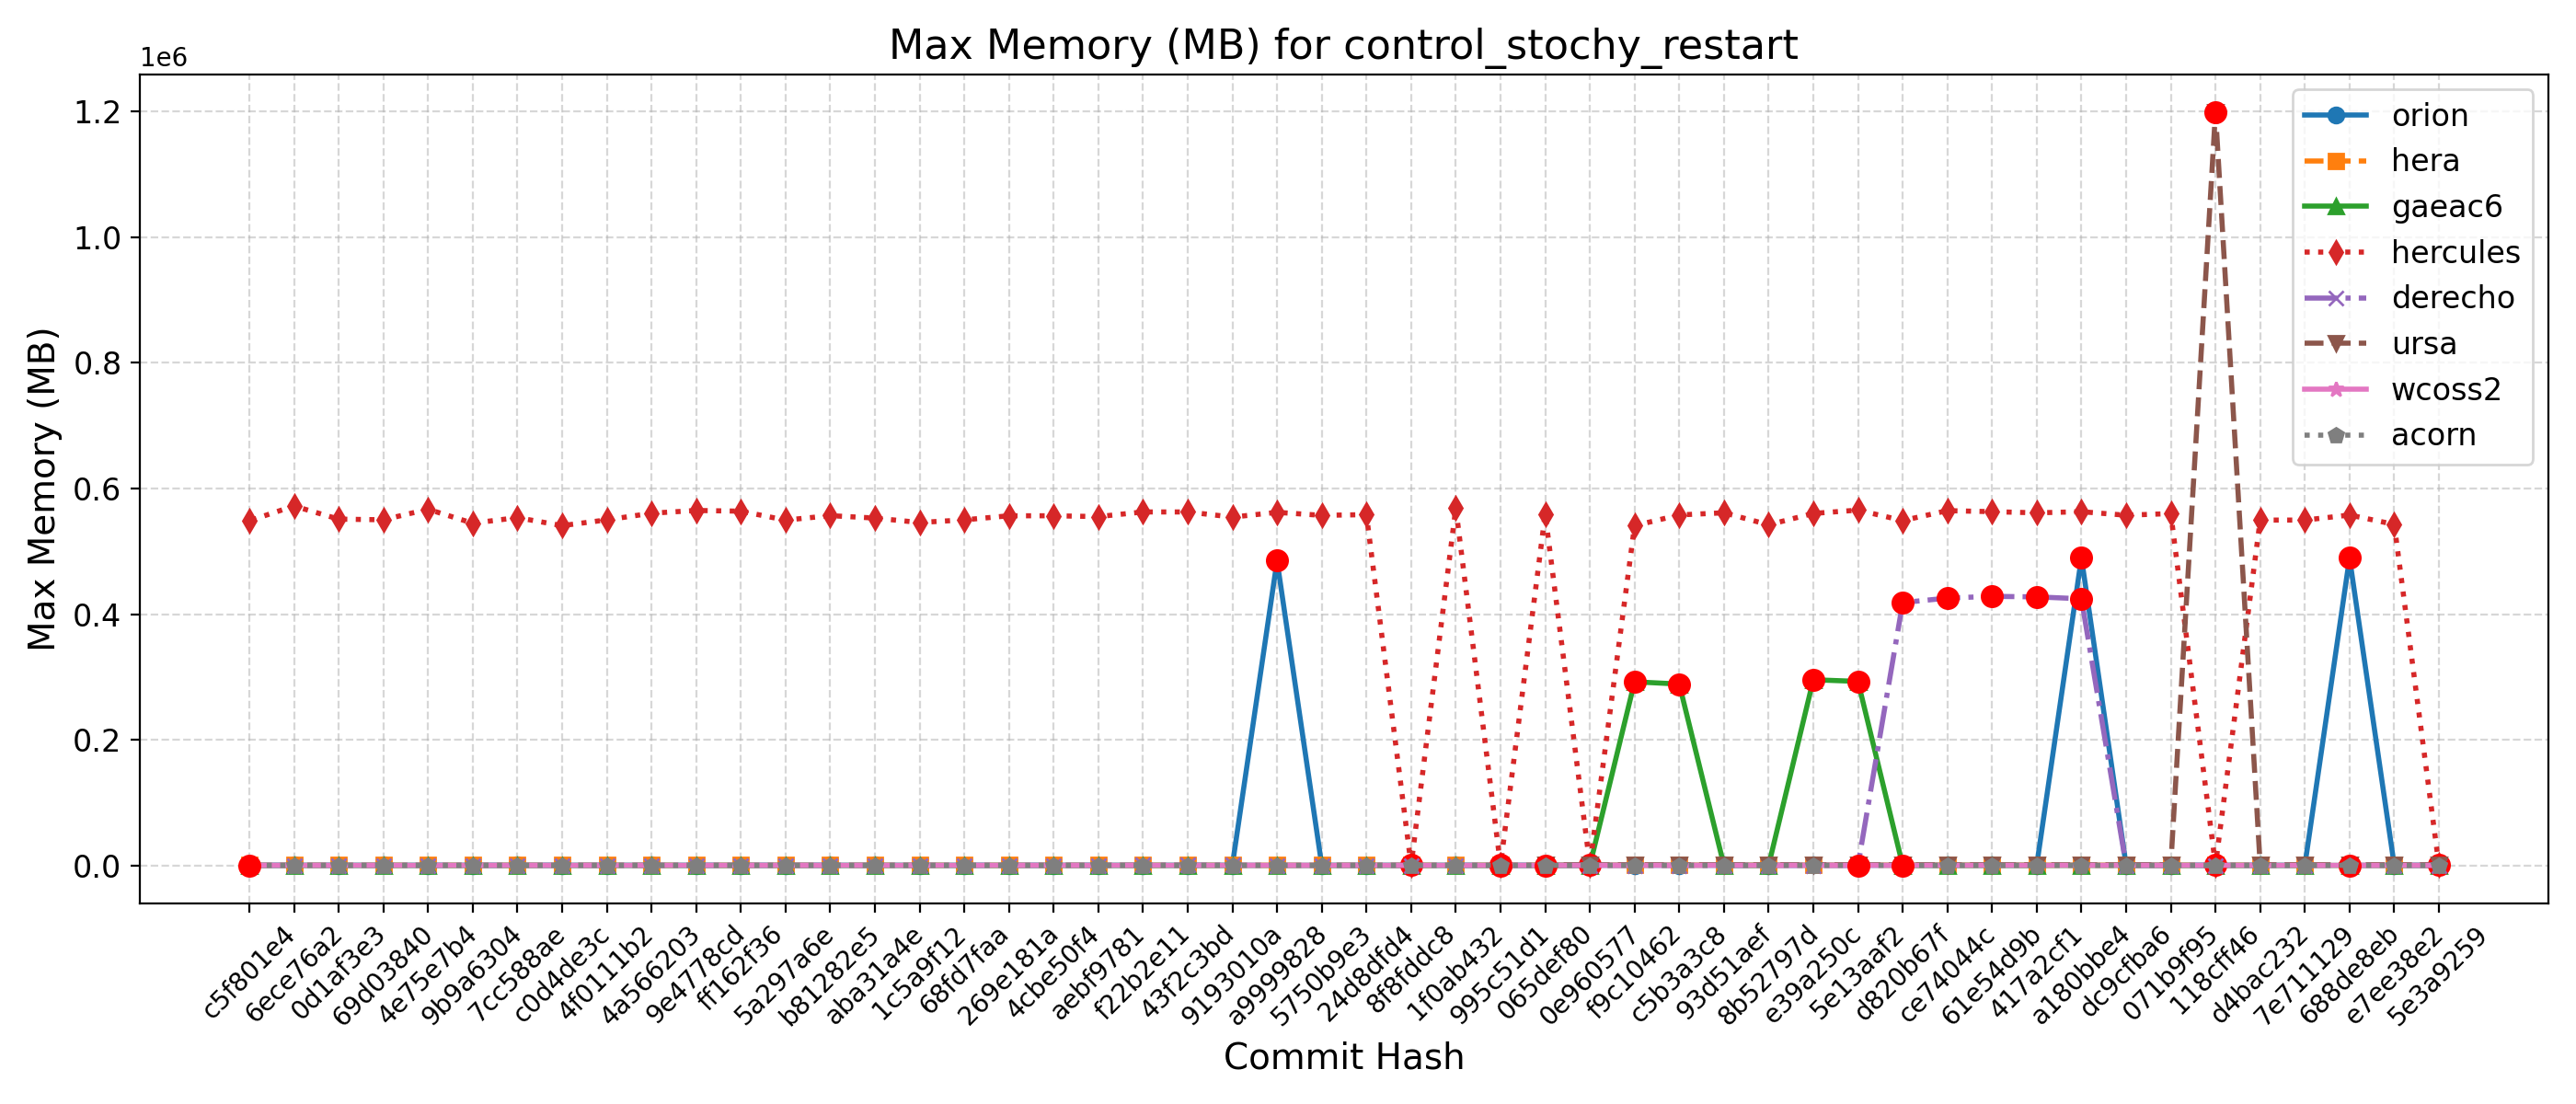 Max Memory (MB) for control_stochy_restart
1e6
1.2
1.0
0.8
0.6
0.4
0.2
0.0
Max Memory (MB)
orion
hera
gaeac6
hercules
derecho
ursa
wcoss2
acorn
c5f801e4
6ece76a2
0d1af3e3
69d03840
4e75e7b4
9b9a6304
7cc588ae
c0d4de3c
4f0111b2
4a566203
9e4778cd
ff162f36
5a297a6e
b81282e5
aba31a4e
1c5a9f12
68fd7faa
269e181a
4cbe50f4
aebf9781
f22b2e11
43f2c3bd
9193010a
a9999828
5750b9e3
24d8dfd4
8f8fddc8
1f0ab432
995c51d1
065def80
0e960577
f9c10462
c5b3a3c8
93d51aef
8b52797d
e39a250c
5e13aaf2
d820b67f
ce74044c
61e54d9b
417a2cf1
a180bbe4
dc9cfba6
071b9f95
118cff46
d4bac232
7e711129
688de8eb
e7ee38e2
5e3a9259
Commit Hash